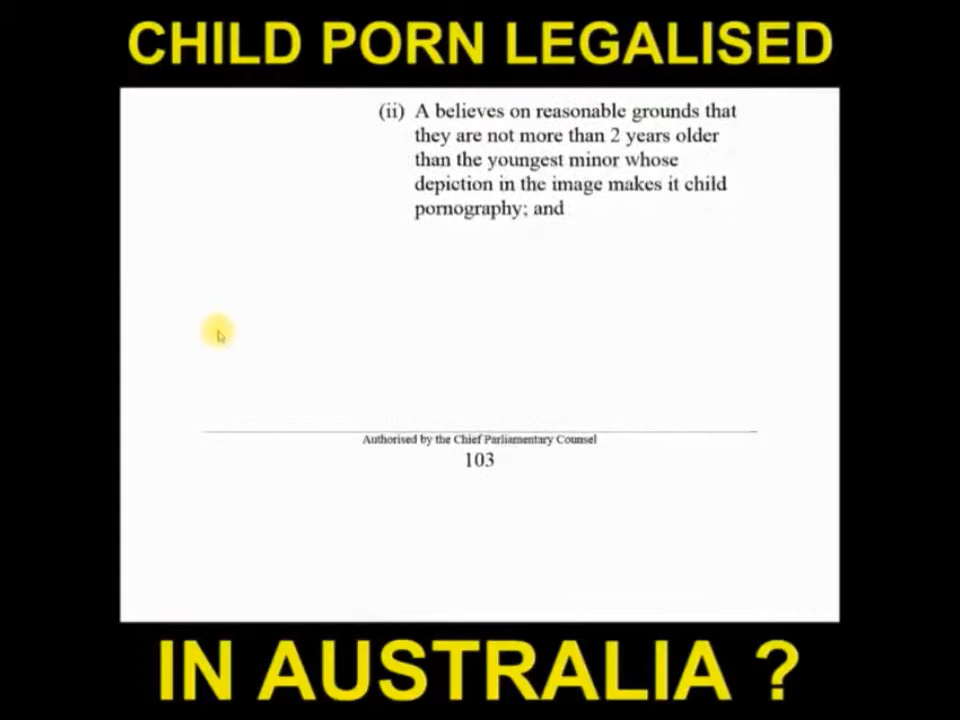 CHILD PORN LEGALISED
(ii) A believes on reasonable grounds that
they are not more than 2 years older
than the youngest minor whose
depiction in the image makes it child
pornography; and
Authorised by the Chief Parliamentary Counsel
103
IN AUSTRALIA ?